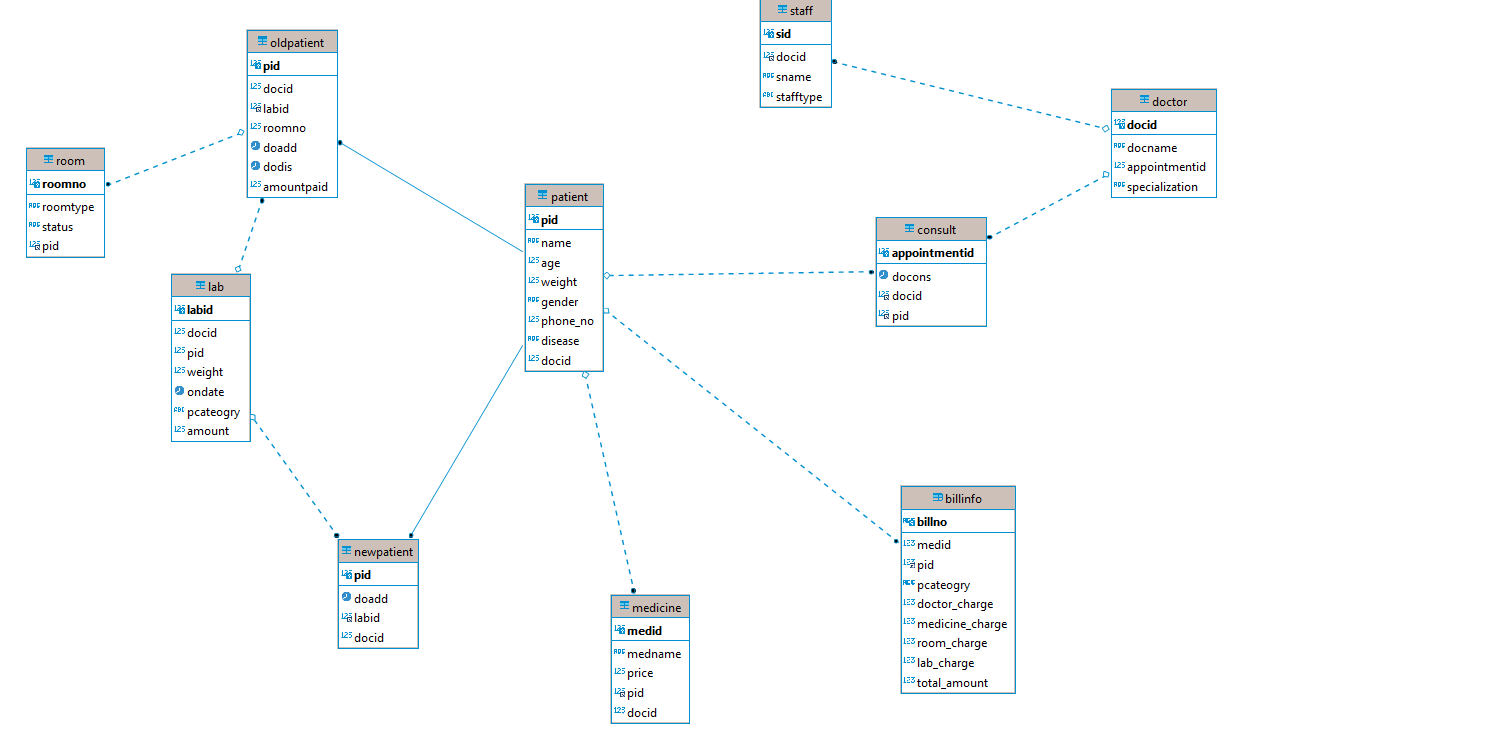 staff
sid
docid
sname
stafftype
oldpatient
pid
docid
labid
roomno
doadd
dodis
amountpaid
doctor
docid
docname
appointmentid
specialization
room
roomno
roomtype
status
pid
patient
pid
name
age
weight
gender
phone_no
disease
docid
consult
appointmentid
docons
docid
pid
lab
labid
docid
pid
weight
ondate
pcateogry
amount
billinfo
billno
medid
pid
pcateogry
doctor_charge
medicine_charge
room_charge
lab_charge
total_amount
newpatient
pid
doadd
labid
docid
medicine
medid
medname
price
pid
docid